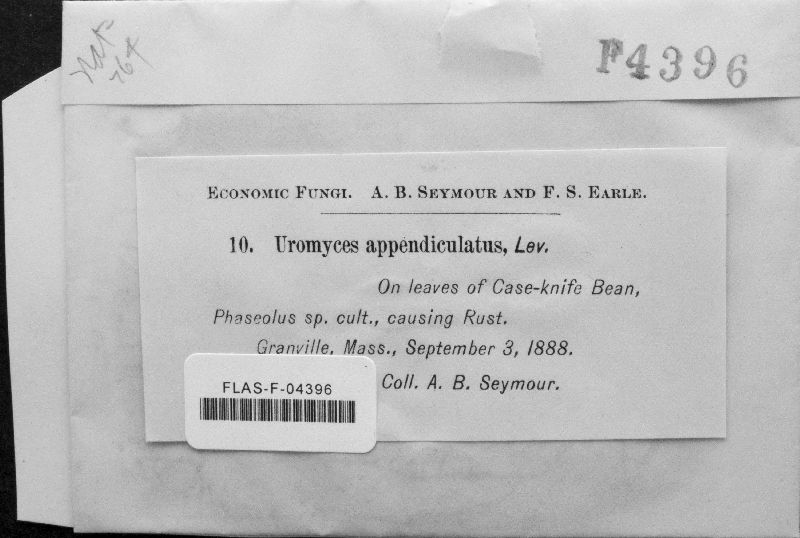 F4396
ECONOMIC FUNGI. A. B. SEYMOUR AND F. S. EARLE.
10. Uromyces appendiculatus, Lev.
On leaves of Case-knife Bean,
Phaseolus sp. cult., causing Rust.
Granville, Mass., September 3, 1888.
Coll. A. B. Seymour.
FLAS-F-04396